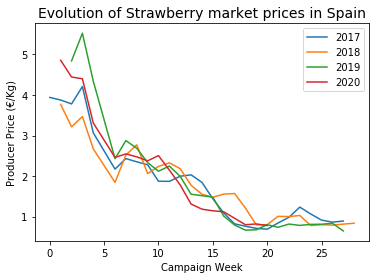 Evolution of Strawberry market prices in Spain
2017
2018
2019
2020
Producer Price (€/Kg)
5
4
3
2
1
0 5 10 15 20 25
Campaign Week